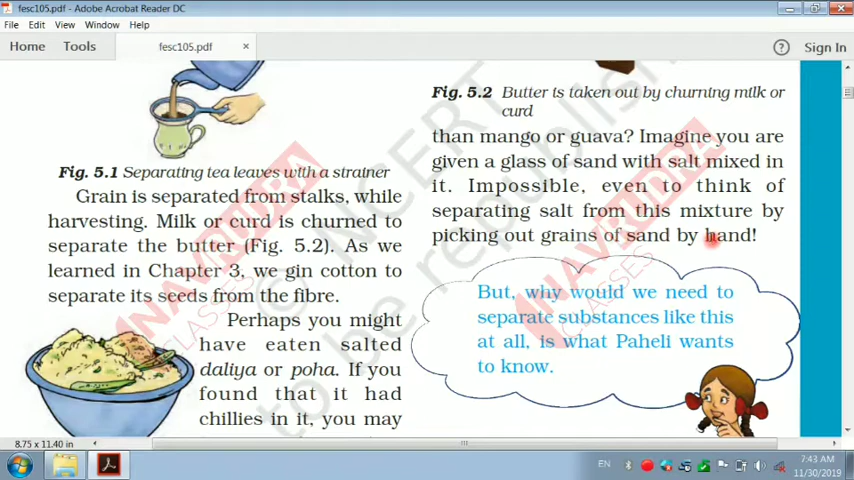 fesc105.pdf - Adobe Acrobat Reader DC
File Edit View Window Help
Home Tools fesc105.pdf × Sign In
Fig. 5.1 Separating tea leaves with a strainer
Grain is separated from stalks, while
harvesting. Milk or curd is churned to
separate the butter (Fig. 5.2). As we
learned in Chapter 3, we gin cotton to
separate its seeds from the fibre.
Perhaps you might
have eaten salted
daliya or poha. If you
found that it had
chillies in it, you may
Fig. 5.2 Butter is taken out by churning milk or
curd
than mango or guava? Imagine you are
given a glass of sand with salt mixed in
it. Impossible, even to think of
separating salt from this mixture by
picking out grains of sand by hand!
But, why would we need to
separate substances like this
at all, is what Paheli wants
to know.
© NCERT
to be republish
NAVRUDRA
CLASSES
NAVRUDRA
CLASSES
8.75 x 11.40 in
EN
7:43 AM
11/30/2019